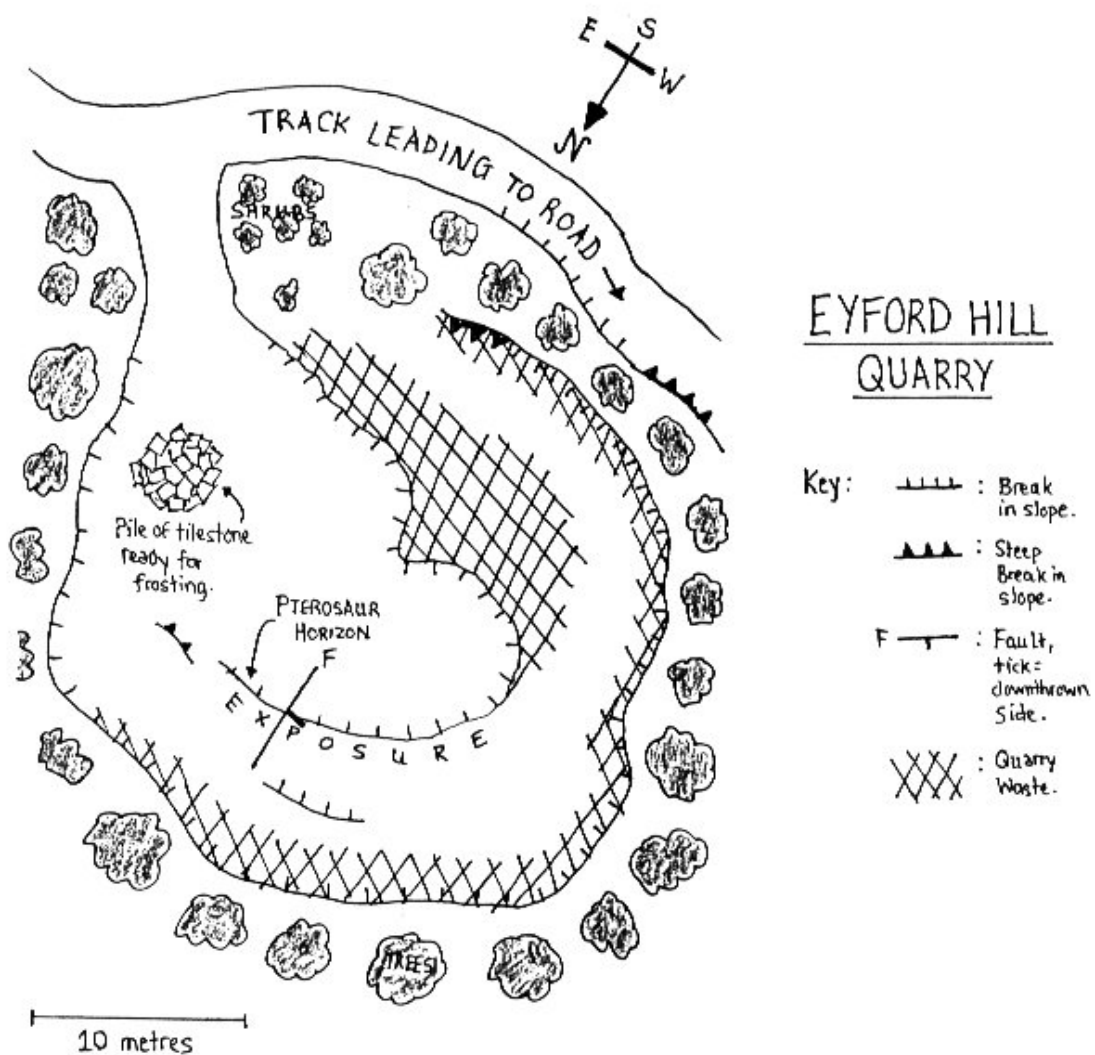 E S
W
N
TRACK LEADING TO ROAD
SHRUBS
EYFORD HILL
QUARRY
Key:
: Break
in slope.
: Steep
Break in
slope.
F : Fault,
tick =
downthrown
side.
: Quarry
Waste.
Pile of tilestone
ready for
frosting.
PTEROSAUR
HORIZON
F
EXPOSURE
F
TREES
10 metres